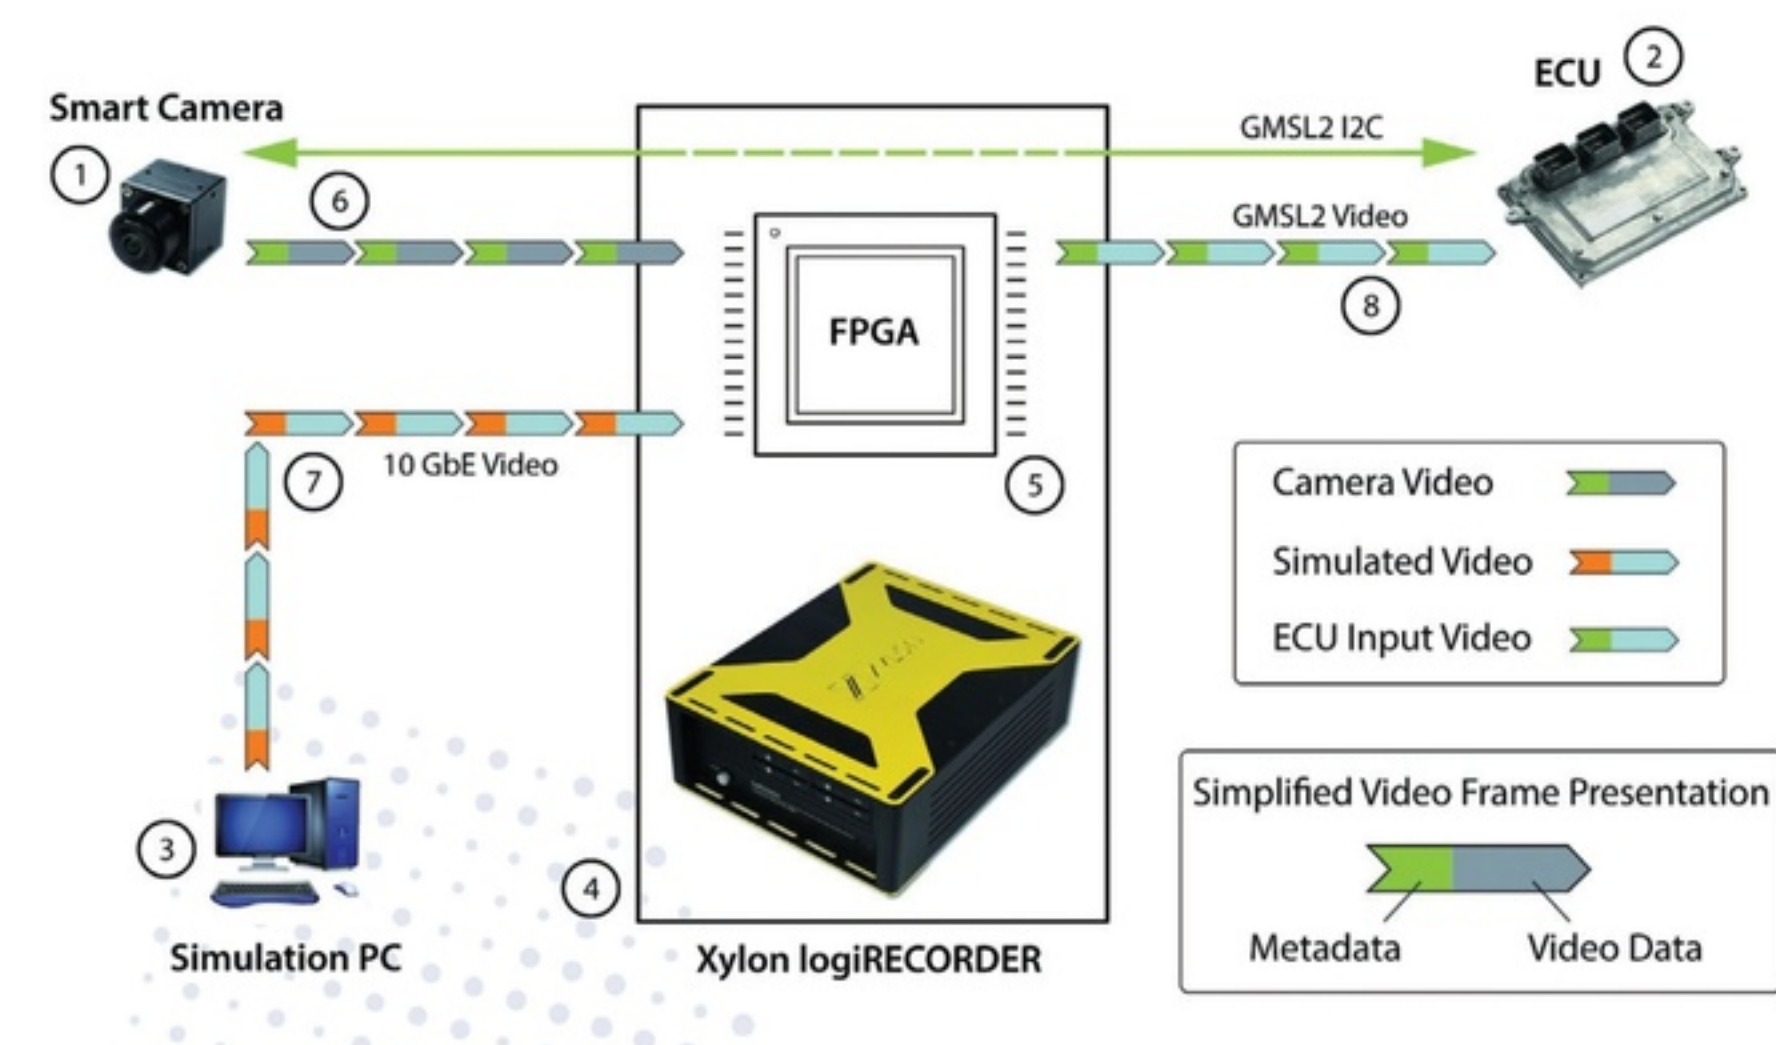 Smart Camera
1
6
GMSL2 I2C
ECU
2
GMSL2 Video
8
FPGA
5
7
10 GbE Video
3
Simulation PC
4
Xylon logiRECORDER
Camera Video
Simulated Video
ECU Input Video
Simplified Video Frame Presentation
Metadata
Video Data